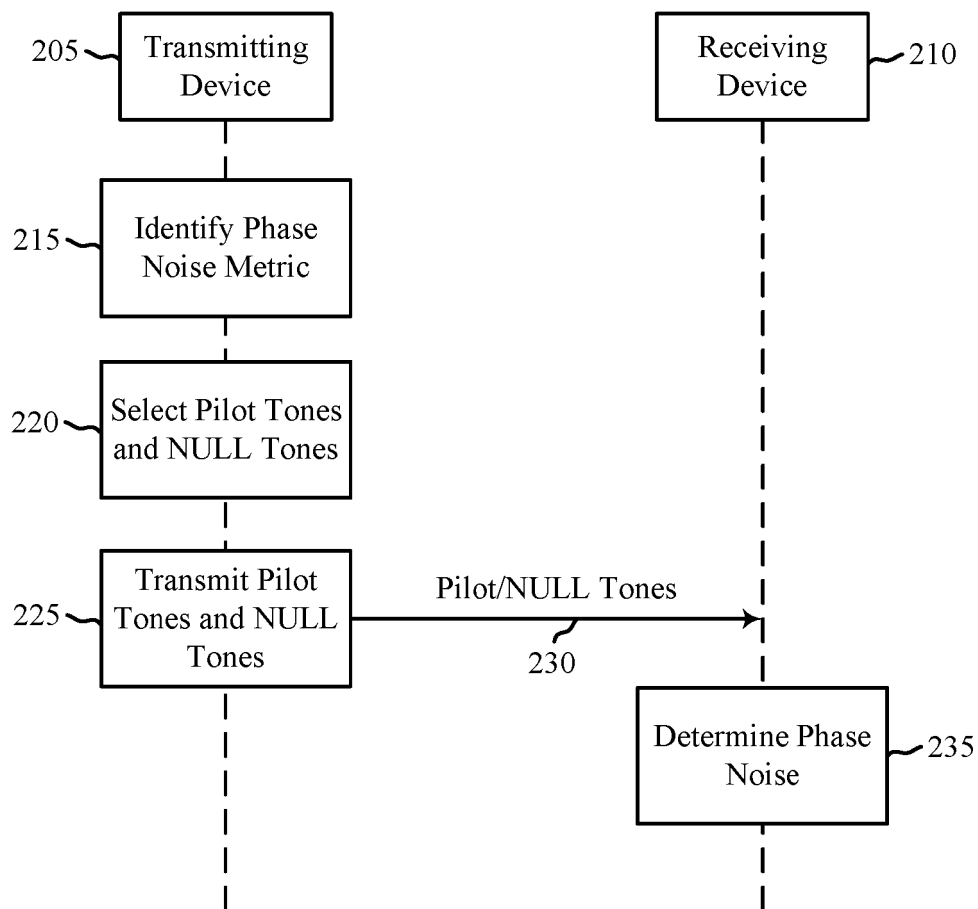 205
Transmitting
Device
Receiving
Device
210
215
Identify Phase
Noise Metric
220
Select Pilot Tones
and NULL Tones
225
Transmit Pilot
Tones and NULL
Tones
Pilot/NULL Tones
230
Determine Phase
Noise
235